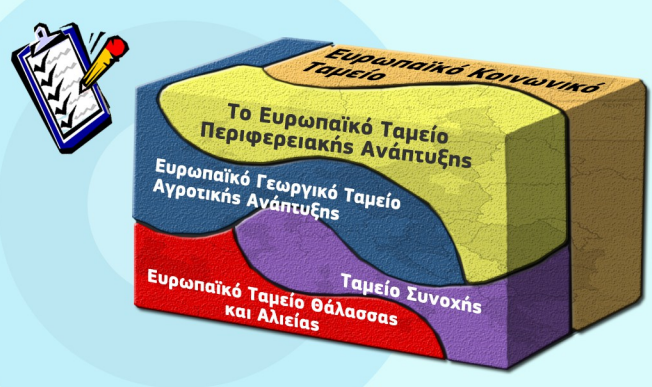 Ευρωπαϊκό Κοινωνικό
Ταμείο
Το Ευρωπαϊκό Ταμείο
Περιφερειακής Ανάπτυξης
Ευρωπαϊκό Γεωργικό Ταμείο
Αγροτικής Ανάπτυξης
Ταμείο Συνοχής
Ευρωπαϊκό Ταμείο Θάλασσας
και Αλιείας